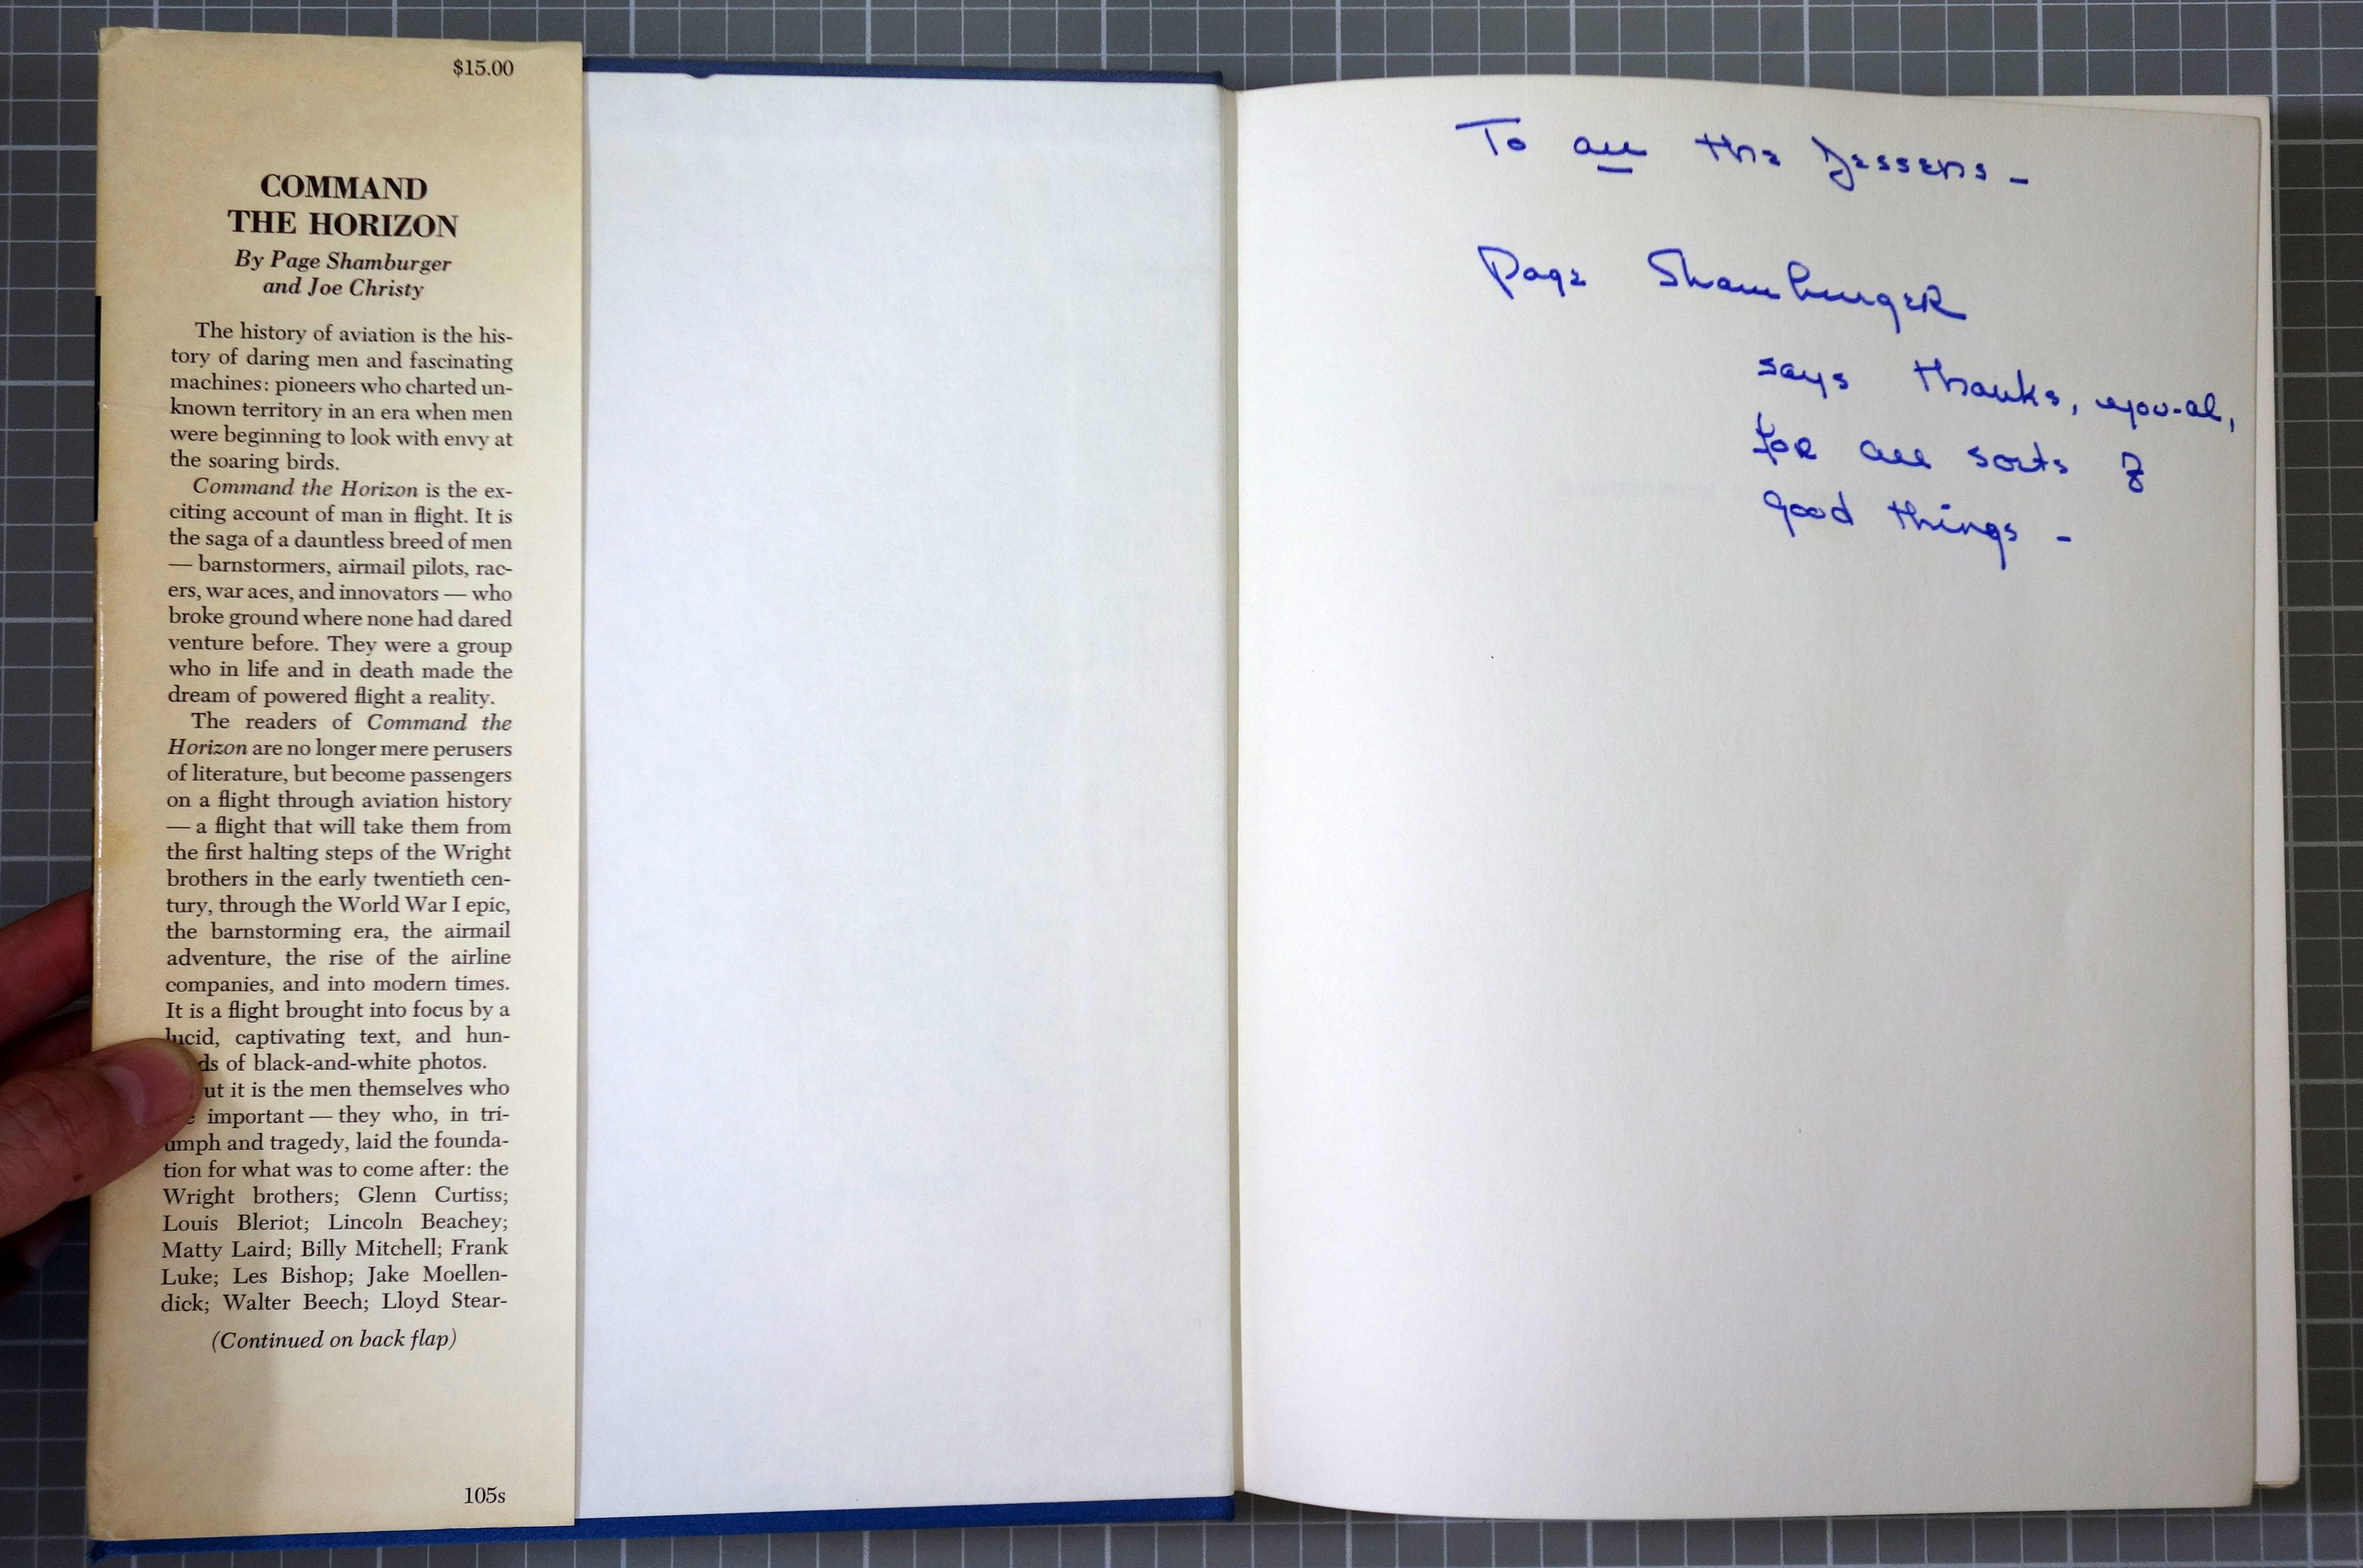 $15.00
COMMAND
THE HORIZON
By Page Shamburger
and Joe Christy
The history of aviation is the his-
tory of daring men and fascinating
machines: pioneers who charted un-
known territory in an era when men
were beginning to look with envy at
the soaring birds.
Command the Horizon is the ex-
citing account of man in flight. It is
the saga of a dauntless breed of men
— barnstormers, airmail pilots, rac-
ers, war aces, and innovators — who
broke ground where none had dared
venture before. They were a group
who in life and in death made the
dream of powered flight a reality.
The readers of Command the
Horizon are no longer mere perusers
of literature, but become passengers
on a flight through aviation history
— a flight that will take them from
the first halting steps of the Wright
brothers in the early twentieth cen-
tury, through the World War I epic,
the barnstorming era, the airmail
adventure, the rise of the airline
companies, and into modern times.
It is a flight brought into focus by a
lucid, captivating text, and hun-
ds of black-and-white photos.
ut it is the men themselves who
e important — they who, in tri-
umph and tragedy, laid the founda-
tion for what was to come after: the
Wright brothers; Glenn Curtiss;
Louis Bleriot; Lincoln Beachey;
Matty Laird; Billy Mitchell; Frank
Luke; Les Bishop; Jake Moellen-
dick; Walter Beech; Lloyd Stear-
(Continued on back flap)
105s
To all the Jessens -
Page Shamburger
says thanks, you-al,
for all sorts of
good things -